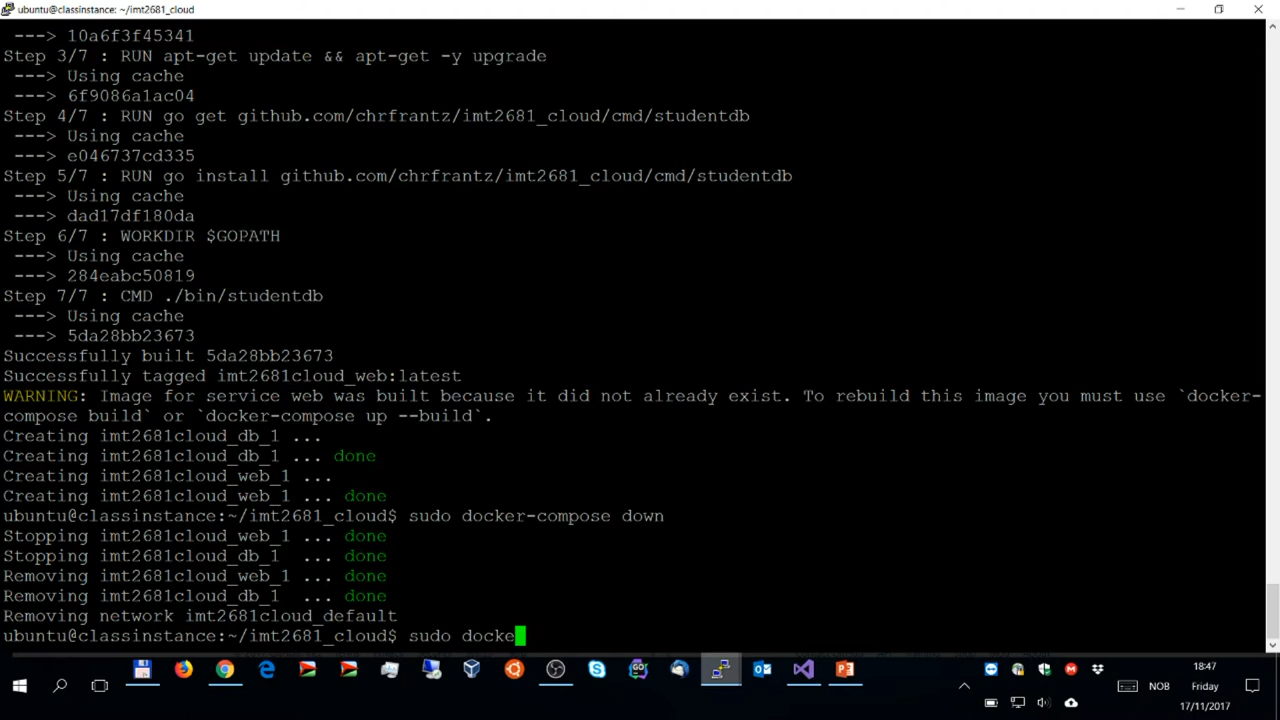 ubuntu@classinstance: ~/imt2681_cloud
---> 10a6f3f45341
Step 3/7 : RUN apt-get update && apt-get -y upgrade
---> Using cache
---> 6f9086a1ac04
Step 4/7 : RUN go get github.com/chrfrantz/imt2681_cloud/cmd/studentdb
---> Using cache
---> e046737cd335
Step 5/7 : RUN go install github.com/chrfrantz/imt2681_cloud/cmd/studentdb
---> Using cache
---> dad17df180da
Step 6/7 : WORKDIR $GOPATH
---> Using cache
---> 284eabc50819
Step 7/7 : CMD ./bin/studentdb
---> Using cache
---> 5da28bb23673
Successfully built 5da28bb23673
Successfully tagged imt2681cloud_web:latest
WARNING: Image for service web was built because it did not already exist. To rebuild this image you must use `docker-
compose build` or `docker-compose up --build`.
Creating imt2681cloud_db_1 ...
Creating imt2681cloud_db_1 ... done
Creating imt2681cloud_web_1 ...
Creating imt2681cloud_web_1 ... done
ubuntu@classinstance:~/imt2681_cloud$ sudo docker-compose down
Stopping imt2681cloud_web_1 ... done
Stopping imt2681cloud_db_1 ... done
Removing imt2681cloud_web_1 ... done
Removing imt2681cloud_db_1 ... done
Removing network imt2681cloud_default
ubuntu@classinstance:~/imt2681_cloud$ sudo docke
18:47
NOB Friday
17/11/2017